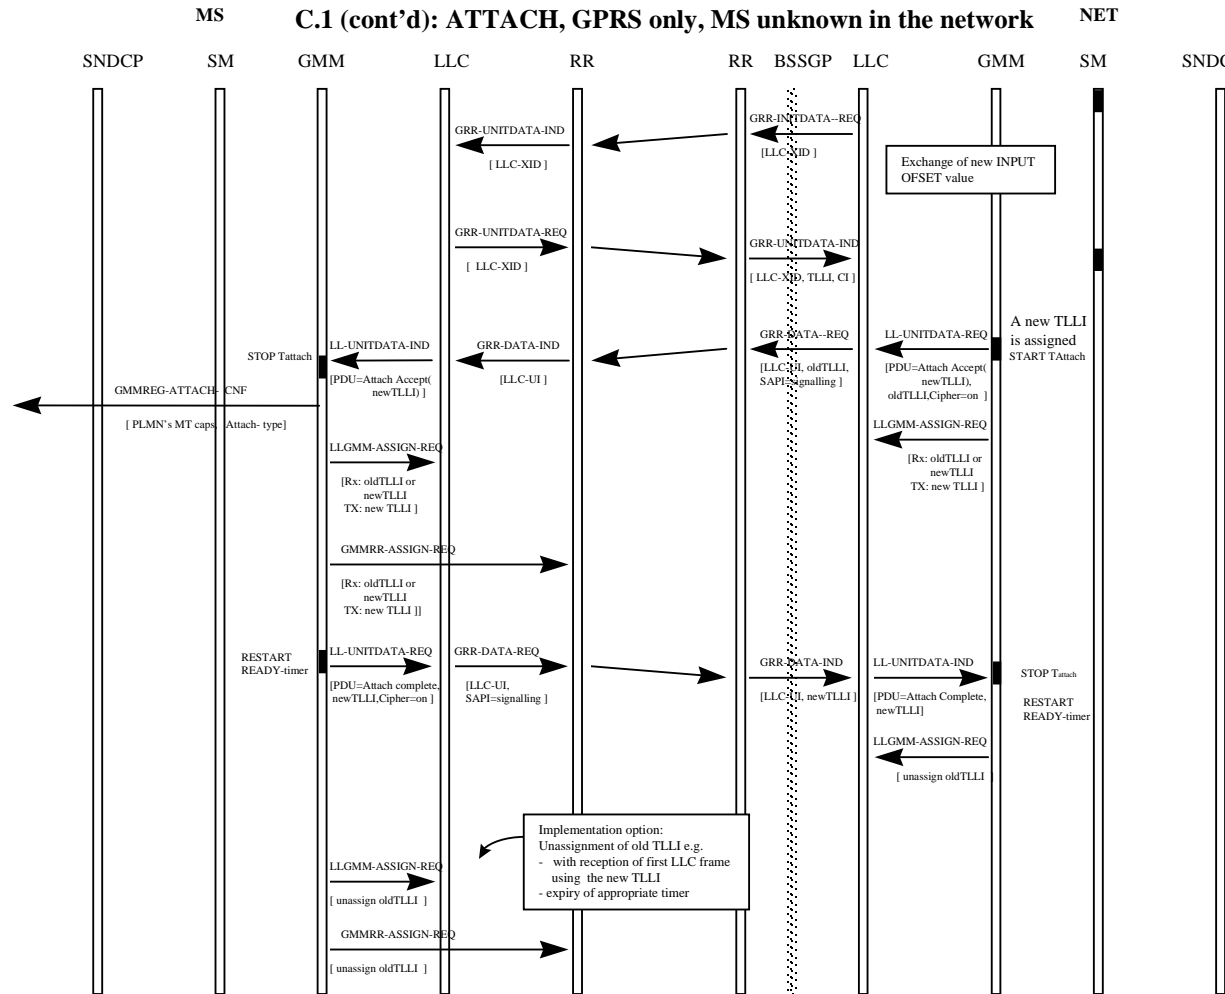 MS
C.1 (cont'd): ATTACH, GPRS only, MS unknown in the network
NET
SNDCP SM GMM LLC RR RR BSSGP LLC GMM SM SNDC
GRR-UNITDATA-IND
[ LLC-XID ]
GRR-INITDATA--REQ
[LLC-XID ]
Exchange of new INPUT
OFSET value
GRR-UNITDATA-REQ
[ LLC-XID ]
GRR-UNITDATA-IND
[ LLC-XID, TLLI, CI ]
A new TLLI
is assigned
START TAttach
LL-UNITDATA-REQ
[PDU=Attach Accept(
newTLLI),
oldTLLI,Cipher=on ]
GRR-DATA--REQ
[LLC-UI, oldTLLI,
SAPI=signalling ]
GRR-DATA-IND
[LLC-UI]
LL-UNITDATA-IND
[PDU=Attach Accept(
newTLLI) ]
STOP Tattach
GMMREG-ATTACH- CNF
[ PLMN's MT caps, Attach- type]
LLGMM-ASSIGN-REQ
[Rx: oldTLLI or
newTLLI
TX: new TLLI ]
LLGMM-ASSIGN-REQ
[Rx: oldTLLI or
newTLLI
TX: new TLLI ]
GMMRR-ASSIGN-REQ
[Rx: oldTLLI or
newTLLI
TX: new TLLI ]]
RESTART
READY-timer
LL-UNITDATA-REQ
[PDU=Attach complete,
newTLLI,Cipher=on ]
GRR-DATA-REQ
[LLC-UI,
SAPI=signalling ]
GRR-DATA-IND
[LLC-UI, newTLLI ]
LL-UNITDATA-IND
[PDU=Attach Complete,
newTLLI]
STOP Tattach
RESTART
READY-timer
LLGMM-ASSIGN-REQ
[ unassign oldTLLI ]
Implementation option:
Unassignment of old TLLI e.g.
- with reception of first LLC frame
using the new TLLI
- expiry of appropriate timer
LLGMM-ASSIGN-REQ
[ unassign oldTLLI ]
GMMRR-ASSIGN-REQ
[ unassign oldTLLI ]